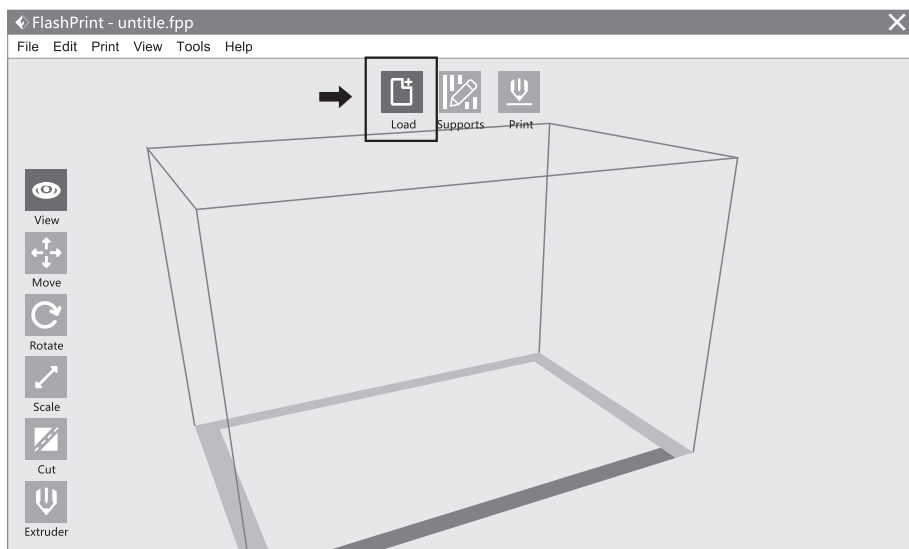 FlashPrint - untitle.fpp
File Edit Print View Tools Help
Load Supports Print
View
Move
Rotate
Scale
Cut
Extruder